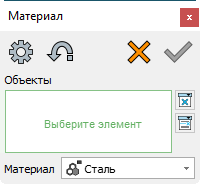 Материал
Объекты
Выберите элемент
Материал Сталь